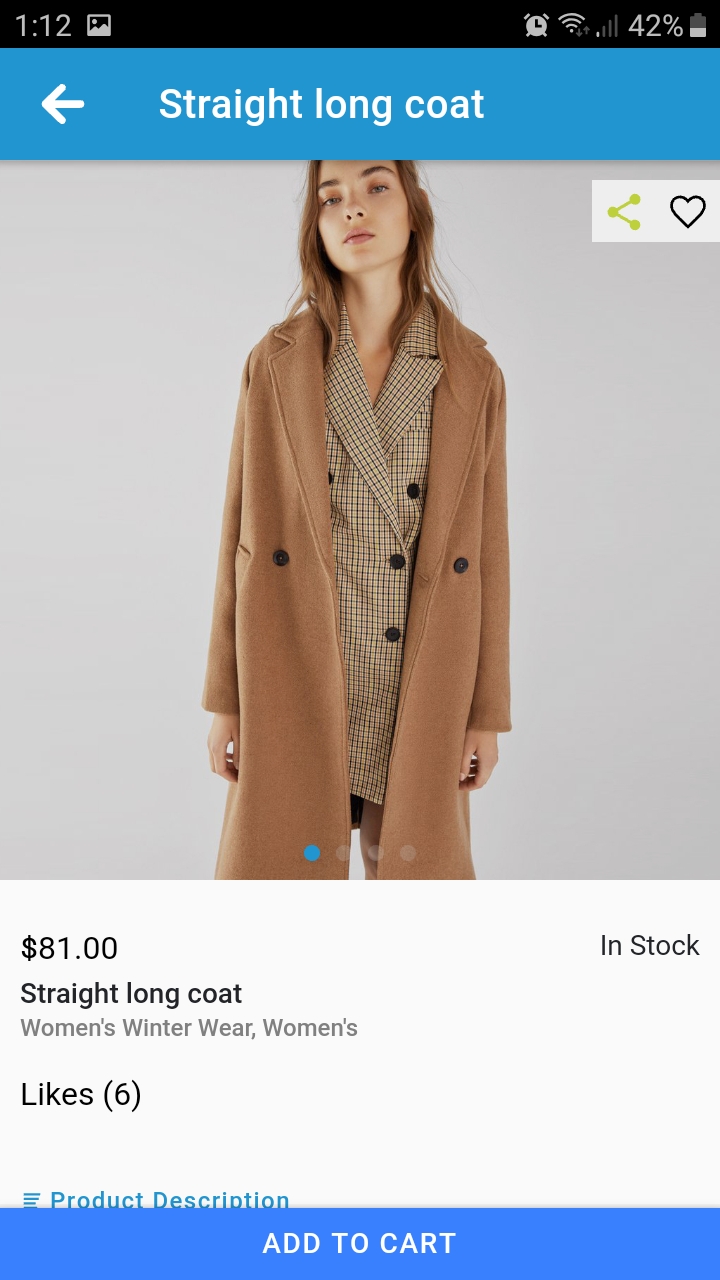 1:12
42%
Straight long coat
$81.00
In Stock
Straight long coat
Women's Winter Wear, Women's
Likes (6)
Product Description
ADD TO CART